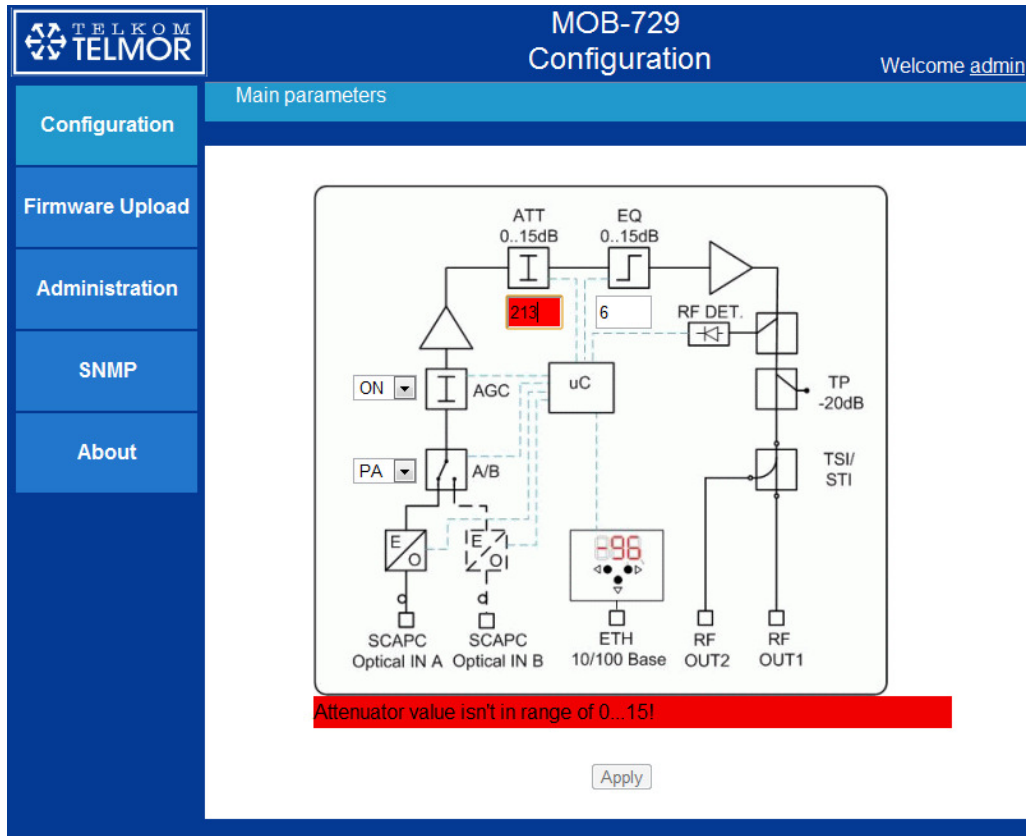 TELKOM
TELMOR
MOB-729
Configuration
Welcome admin
Main parameters
Configuration
Firmware Upload
Administration
SNMP
About
ATT
0..15dB
EQ
0..15dB
213
6
RF DET.
ON
AGC
uC
TP
-20dB
PA
A/B
TSI/
STI
E
O
E
O
-96
SCAPC
Optical IN A
SCAPC
Optical IN B
ETH
10/100 Base
RF
OUT2
RF
OUT1
Attenuator value isn't in range of 0...15!
Apply